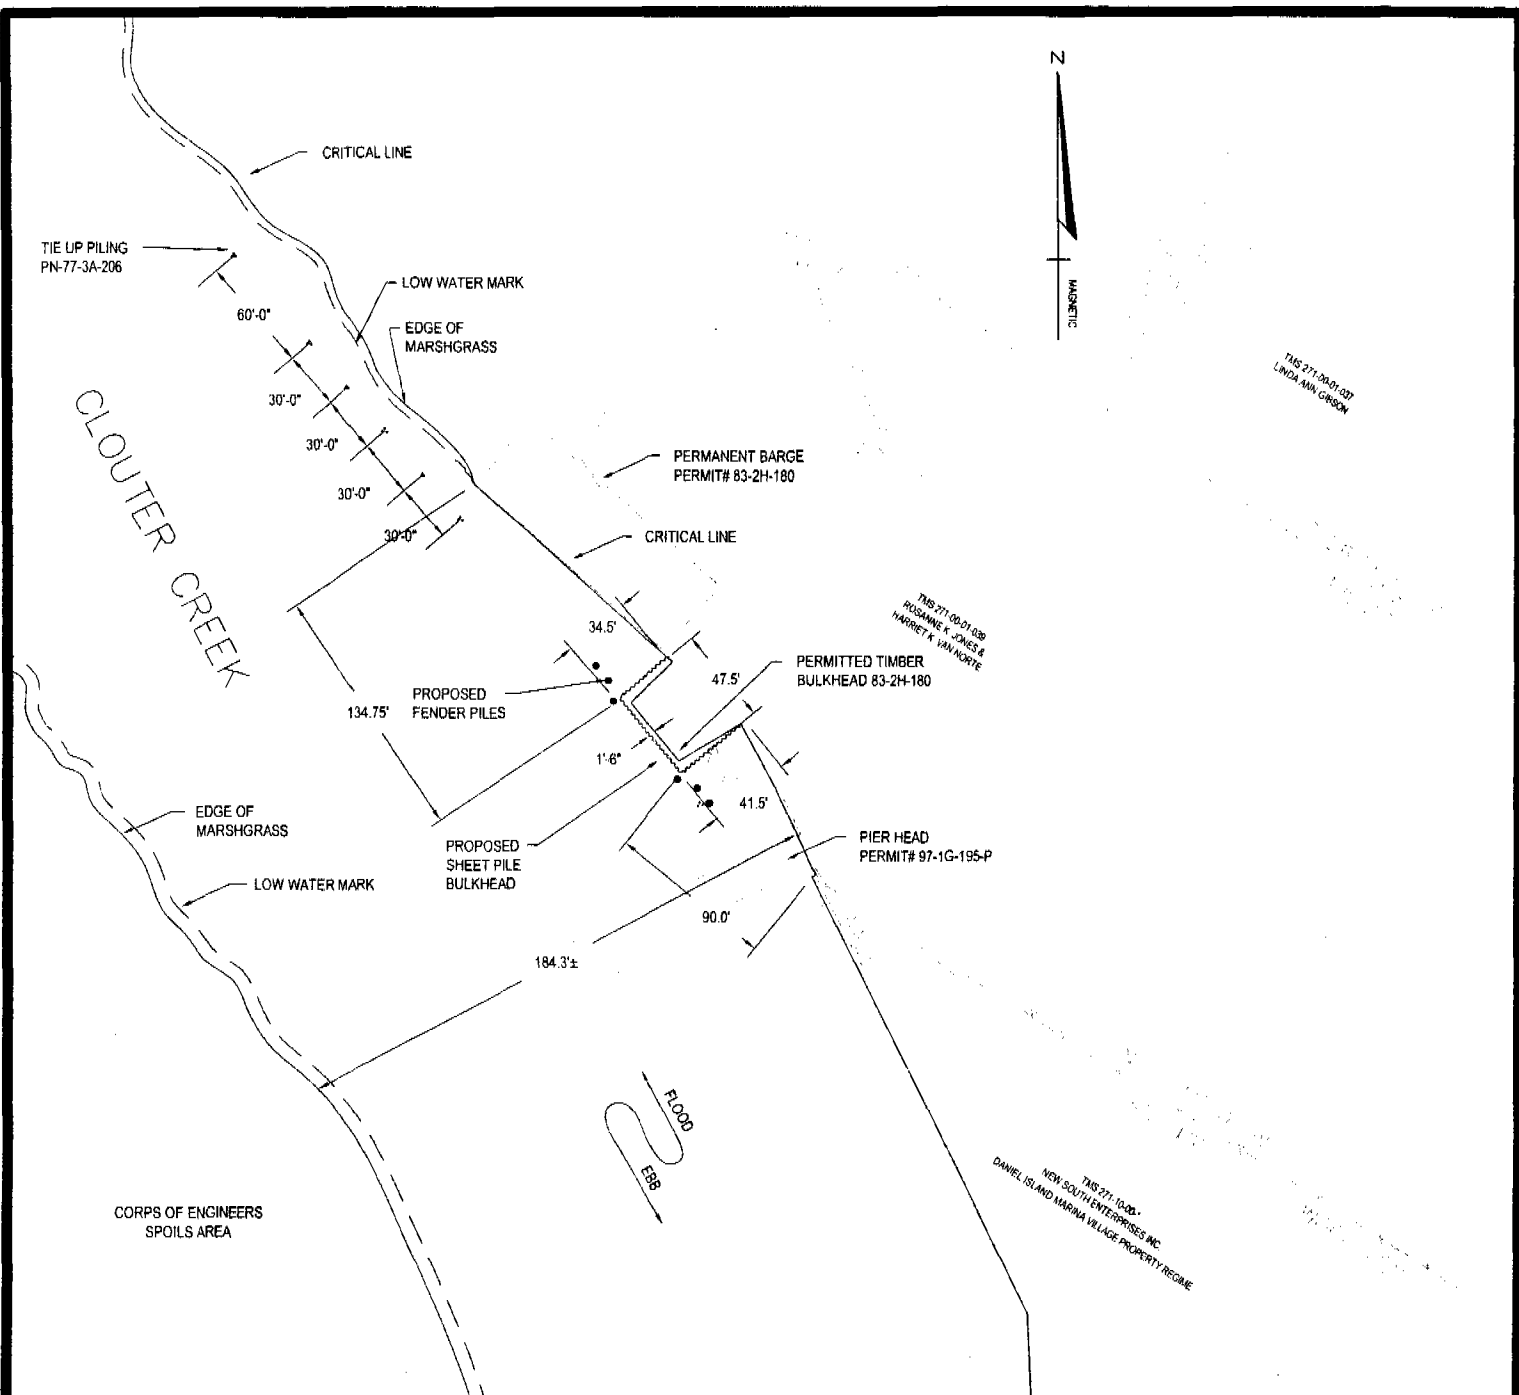 N
MAGNETIC
CRITICAL LINE
TIE UP PILING
PN-77-3A-206
LOW WATER MARK
EDGE OF
MARSHGRASS
60'-0"
30'-0"
30'-0"
30'-0"
30'-0"
CLOUTER CREEK
TMS 271-00-01-037
LINDA ANN GIBSON
PERMANENT BARGE
PERMIT# 83-2H-180
CRITICAL LINE
TMS 271-00-01-039
ROSANNE K. JONES &
HARRIET K. VAN NORTE
34.5'
47.5'
PERMITTED TIMBER
BULKHEAD 83-2H-180
PROPOSED
FENDER PILES
134.75'
1'-6"
41.5'
EDGE OF
MARSHGRASS
PROPOSED
SHEET PILE
BULKHEAD
PIER HEAD
PERMIT# 97-1G-195-P
LOW WATER MARK
90.0'
184.3'±
FLOOD
EBB
TMS 271-10-00-*
NEW SOUTH ENTERPRISES INC.
DANIEL ISLAND MARINA VILLAGE PROPERTY REGIME
CORPS OF ENGINEERS
SPOILS AREA